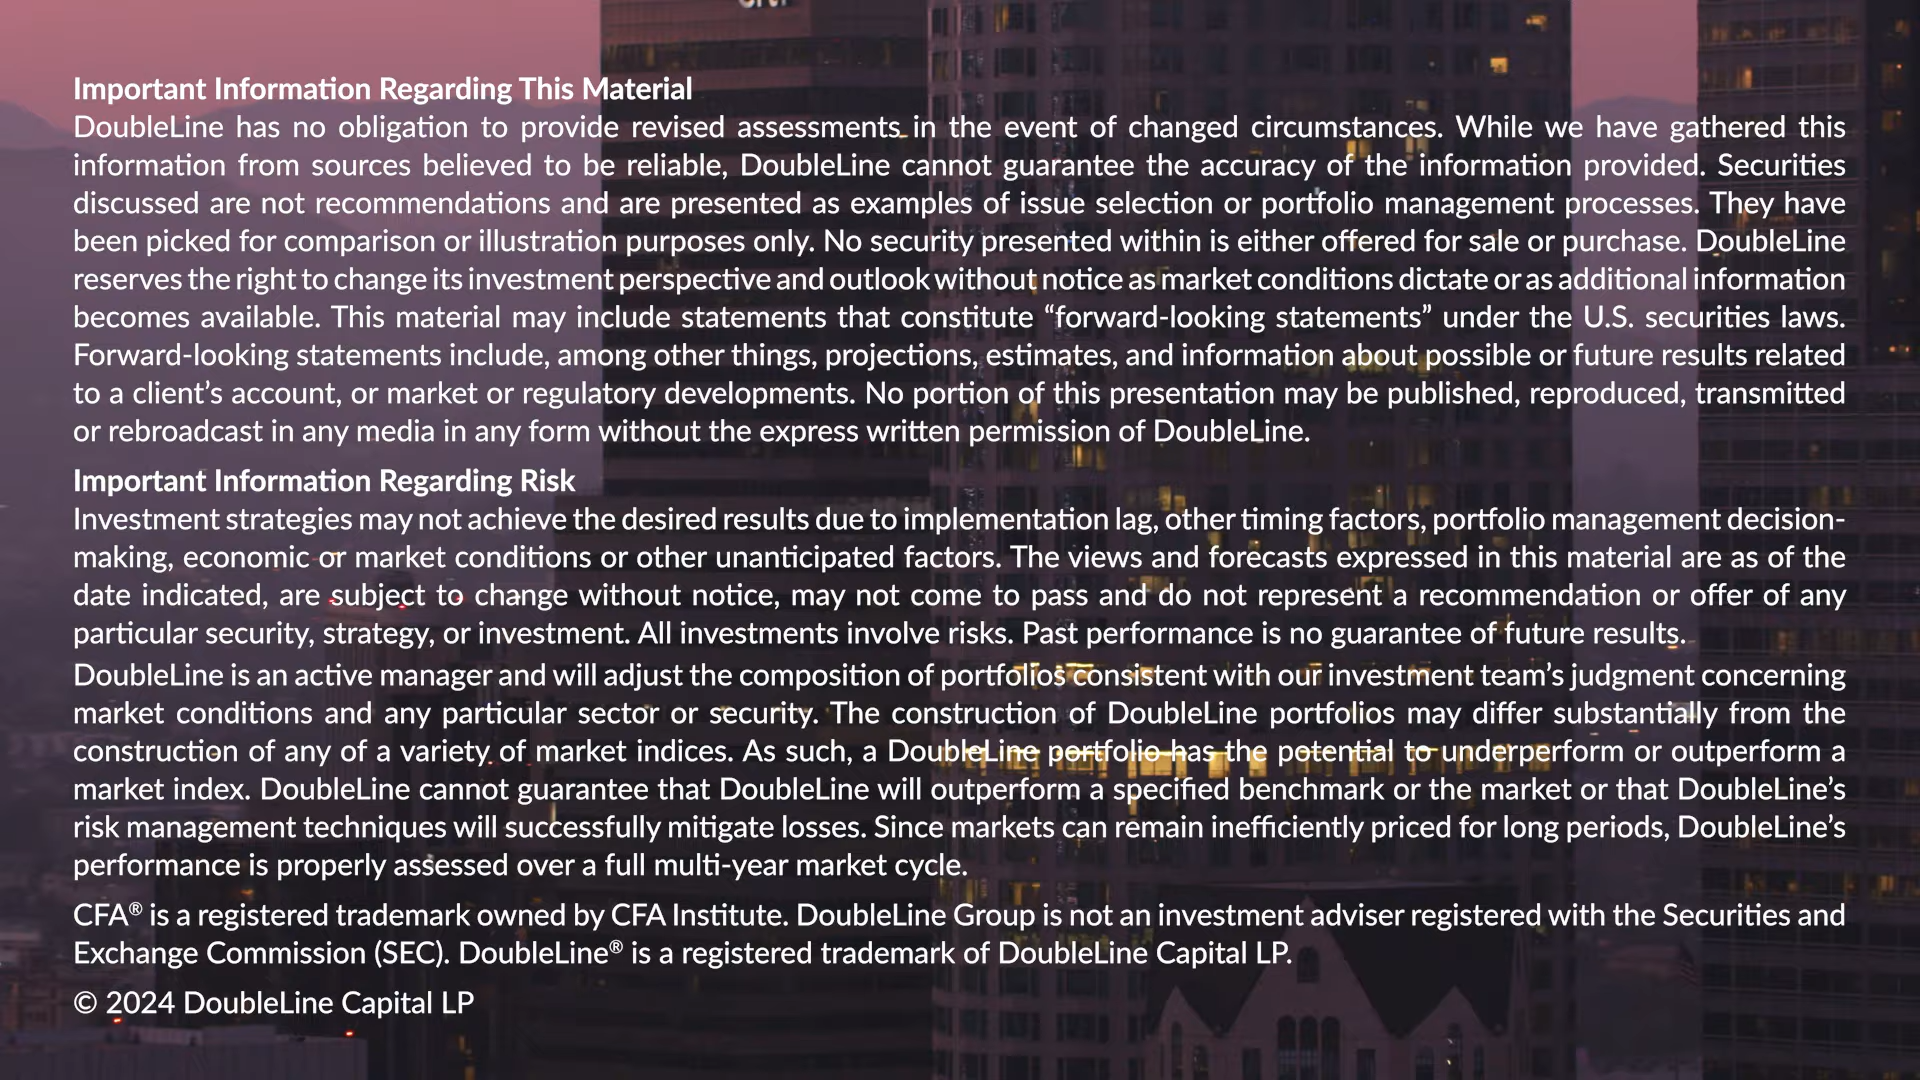 Important Information Regarding This Material
DoubleLine has no obligation to provide revised assessments in the event of changed circumstances. While we have gathered this
information from sources believed to be reliable, DoubleLine cannot guarantee the accuracy of the information provided. Securities
discussed are not recommendations and are presented as examples of issue selection or portfolio management processes. They have
been picked for comparison or illustration purposes only. No security presented within is either offered for sale or purchase. DoubleLine
reserves the right to change its investment perspective and outlook without notice as market conditions dictate or as additional information
becomes available. This material may include statements that constitute “forward-looking statements” under the U.S. securities laws.
Forward-looking statements include, among other things, projections, estimates, and information about possible or future results related
to a client’s account, or market or regulatory developments. No portion of this presentation may be published, reproduced, transmitted
or rebroadcast in any media in any form without the express written permission of DoubleLine.
Important Information Regarding Risk
Investment strategies may not achieve the desired results due to implementation lag, other timing factors, portfolio management decision-
making, economic or market conditions or other unanticipated factors. The views and forecasts expressed in this material are as of the
date indicated, are subject to change without notice, may not come to pass and do not represent a recommendation or offer of any
particular security, strategy, or investment. All investments involve risks. Past performance is no guarantee of future results.
DoubleLine is an active manager and will adjust the composition of portfolios consistent with our investment team’s judgment concerning
market conditions and any particular sector or security. The construction of DoubleLine portfolios may differ substantially from the
construction of any of a variety of market indices. As such, a DoubleLine portfolio has the potential to underperform or outperform a
market index. DoubleLine cannot guarantee that DoubleLine will outperform a specified benchmark or the market or that DoubleLine’s
risk management techniques will successfully mitigate losses. Since markets can remain inefficiently priced for long periods, DoubleLine’s
performance is properly assessed over a full multi-year market cycle.
CFA® is a registered trademark owned by CFA Institute. DoubleLine Group is not an investment adviser registered with the Securities and
Exchange Commission (SEC). DoubleLine® is a registered trademark of DoubleLine Capital LP.
© 2024 DoubleLine Capital LP